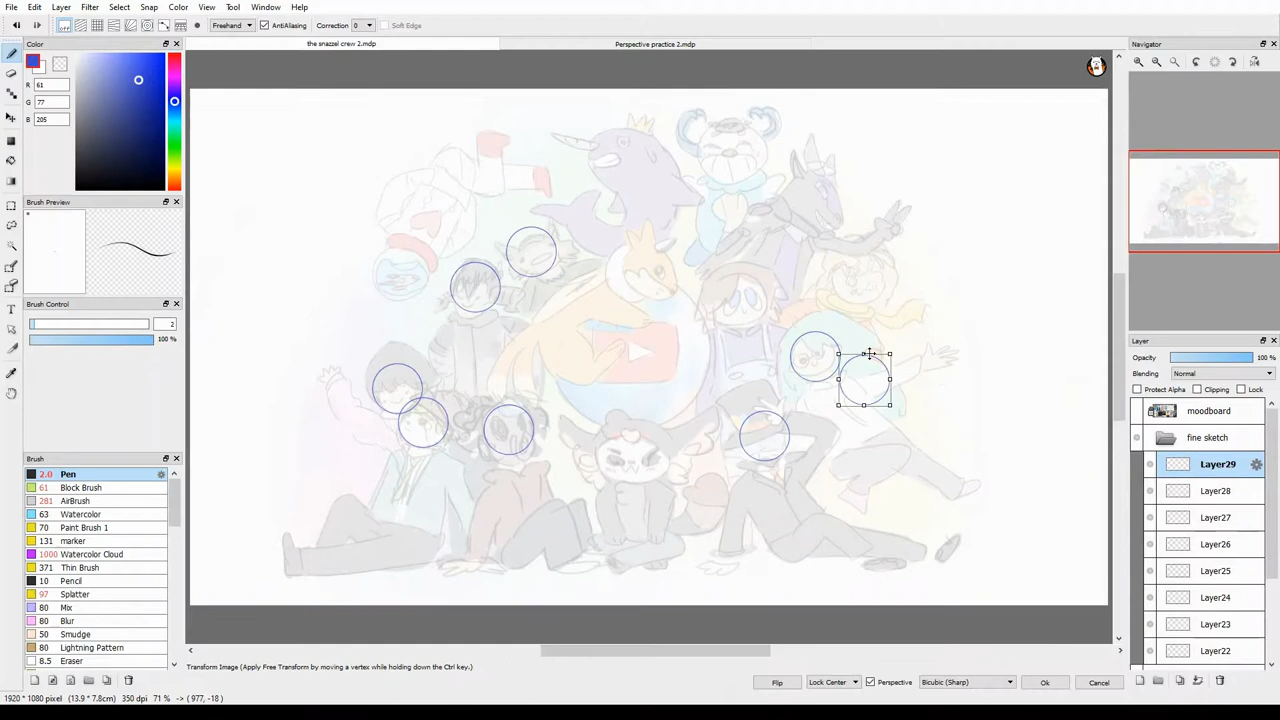 File Edit Layer Filter Select Snap Color View Tool Window Help
off Freehand AntiAliasing Correction 0 Soft Edge
Color
the snazzel crew 2.mdp
Perspective practice 2.mdp
Navigator
R 61
G 77
B 205
Brush Preview
Brush Control
2
100 %
Layer
Opacity 100 %
Blending Normal
Protect Alpha Clipping Lock
moodboard
fine sketch
Layer29
Layer28
Layer27
Layer26
Layer25
Layer24
Layer23
Layer22
Brush
2.0 Pen
61 Block Brush
281 AirBrush
63 Watercolor
70 Paint Brush 1
131 marker
1000 Watercolor Cloud
371 Thin Brush
10 Pencil
97 Splatter
80 Mix
80 Blur
50 Smudge
80 Lightning Pattern
8.5 Eraser
Transform Image (Apply Free Transform by moving a vertex while holding down the Ctrl key.)
Flip Lock Center Perspective Bicubic (Sharp) Ok Cancel
1920 * 1080 pixel (13.9 * 7.8cm) 350 dpi 71 % -> ( 977, -18 )